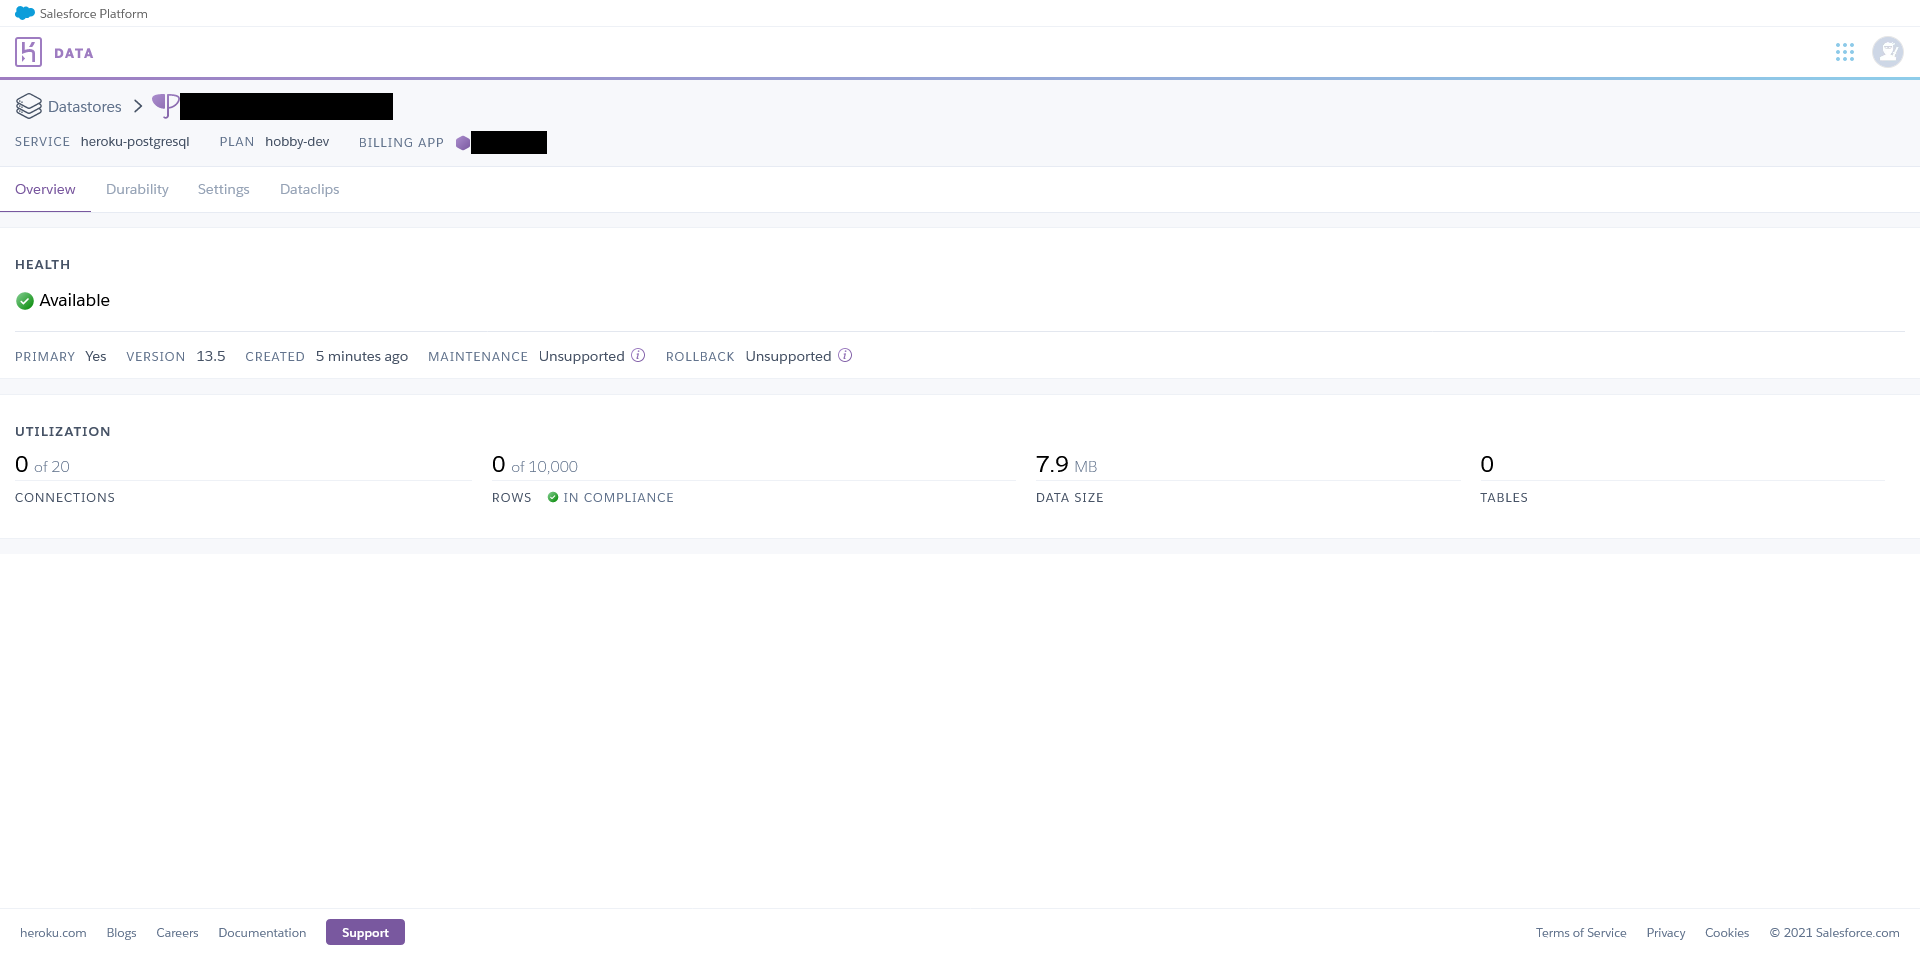 Salesforce Platform
DATA
Datastores
SERVICE heroku-postgresql PLAN hobby-dev BILLING APP
Overview Durability Settings Dataclips
HEALTH
Available
PRIMARY Yes VERSION 13.5 CREATED 5 minutes ago MAINTENANCE Unsupported ROLLBACK Unsupported
UTILIZATION
0 of 20 0 of 10,000 7.9 MB 0
CONNECTIONS ROWS IN COMPLIANCE DATA SIZE TABLES
heroku.com Blogs Careers Documentation Support Terms of Service Privacy Cookies © 2021 Salesforce.com